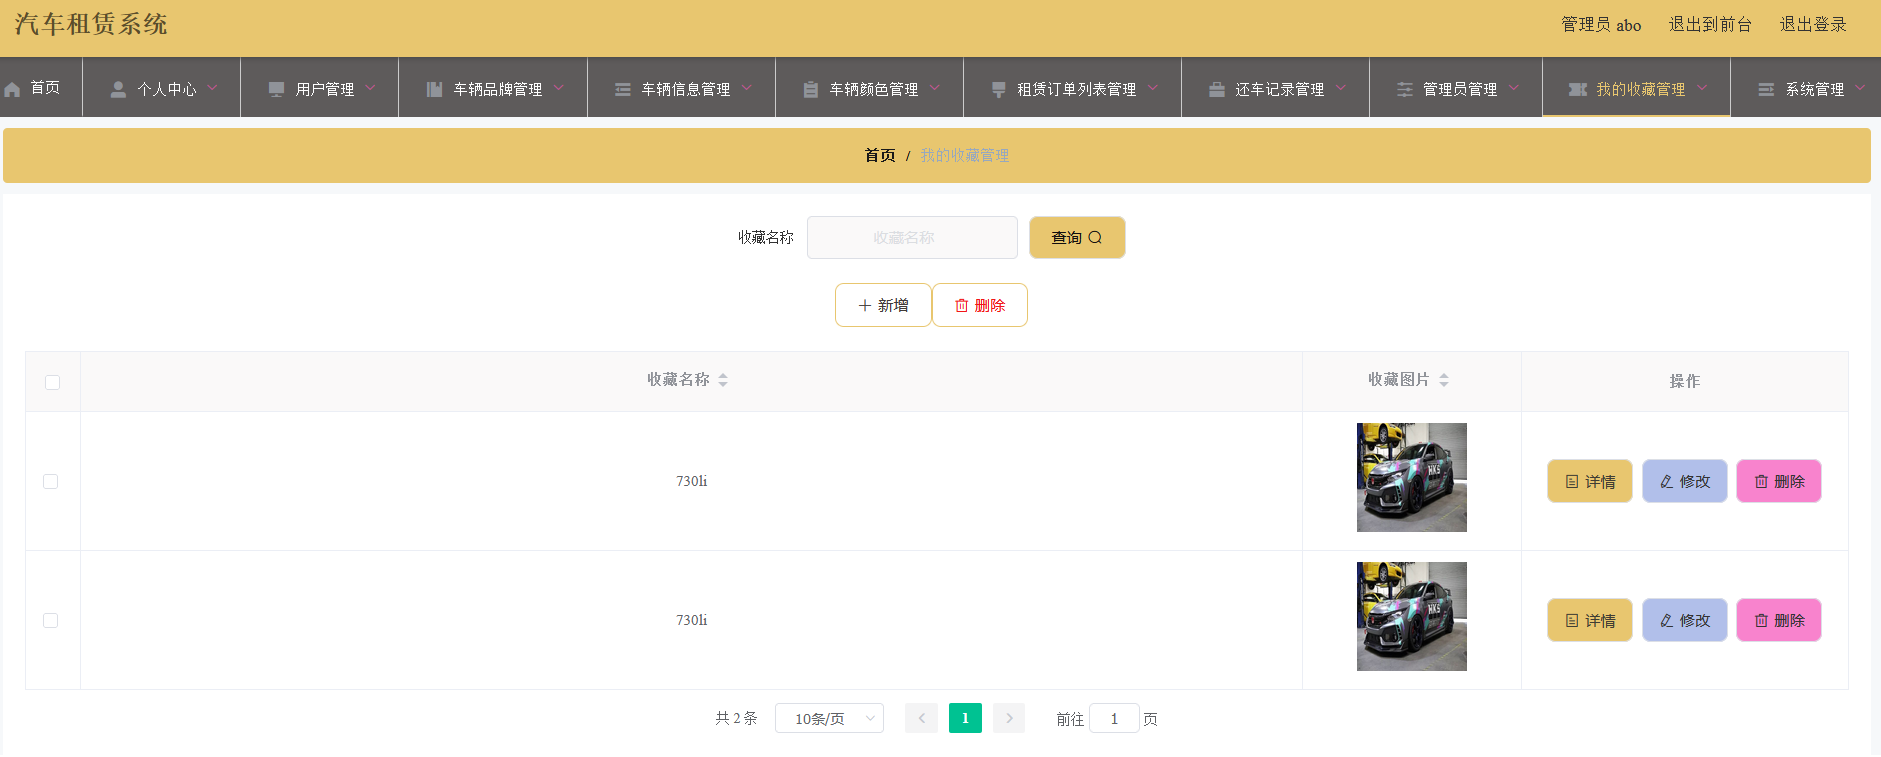 汽车租赁系统
管理员 abo 退出到前台 退出登录
首页 个人中心 用户管理 车辆品牌管理 车辆信息管理 车辆颜色管理 租赁订单列表管理 还车记录管理 管理员管理 我的收藏管理 系统管理
首页 / 我的收藏管理
收藏名称 收藏名称 查询
新增 删除
收藏名称 收藏图片 操作
730li HKS 详情 修改 删除
730li HKS 详情 修改 删除
共 2 条 10条/页 1 前往 1 页